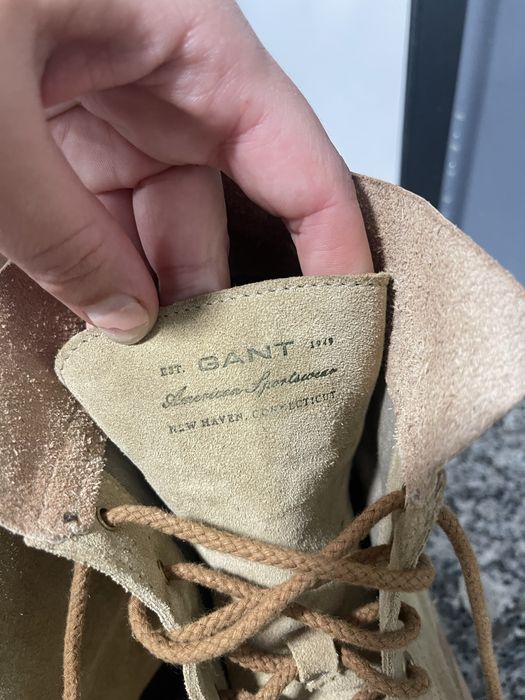 EST. GANT 1949
American Sportswear
NEW HAVEN, CONNECTICUT